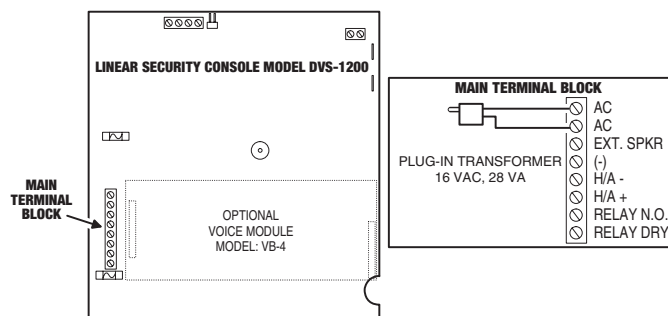 LINEAR SECURITY CONSOLE MODEL DVS-1200
MAIN
TERMINAL
BLOCK
OPTIONAL
VOICE MODULE
MODEL: VB-4
MAIN TERMINAL BLOCK
PLUG-IN TRANSFORMER
16 VAC, 28 VA
AC
AC
EXT. SPKR
(-)
H/A -
H/A +
RELAY N.O.
RELAY DRY